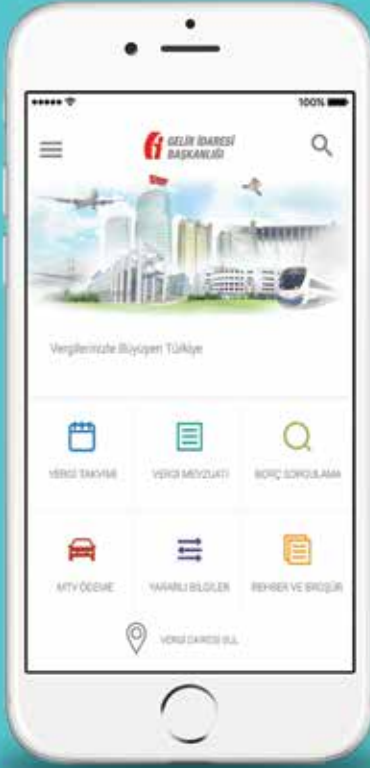 100%
GELİR İDARESİ
BAŞKANLIĞI
Vergilerinizle Büyüyen Türkiye
VERGİ TAKVİMİ
VERGİ MEVZUATI
BORÇ SORGULAMA
MTV ÖDEME
YARARLI BİLGİLER
REHBER VE BROŞÜR
VERGİ DAİRESİ BUL